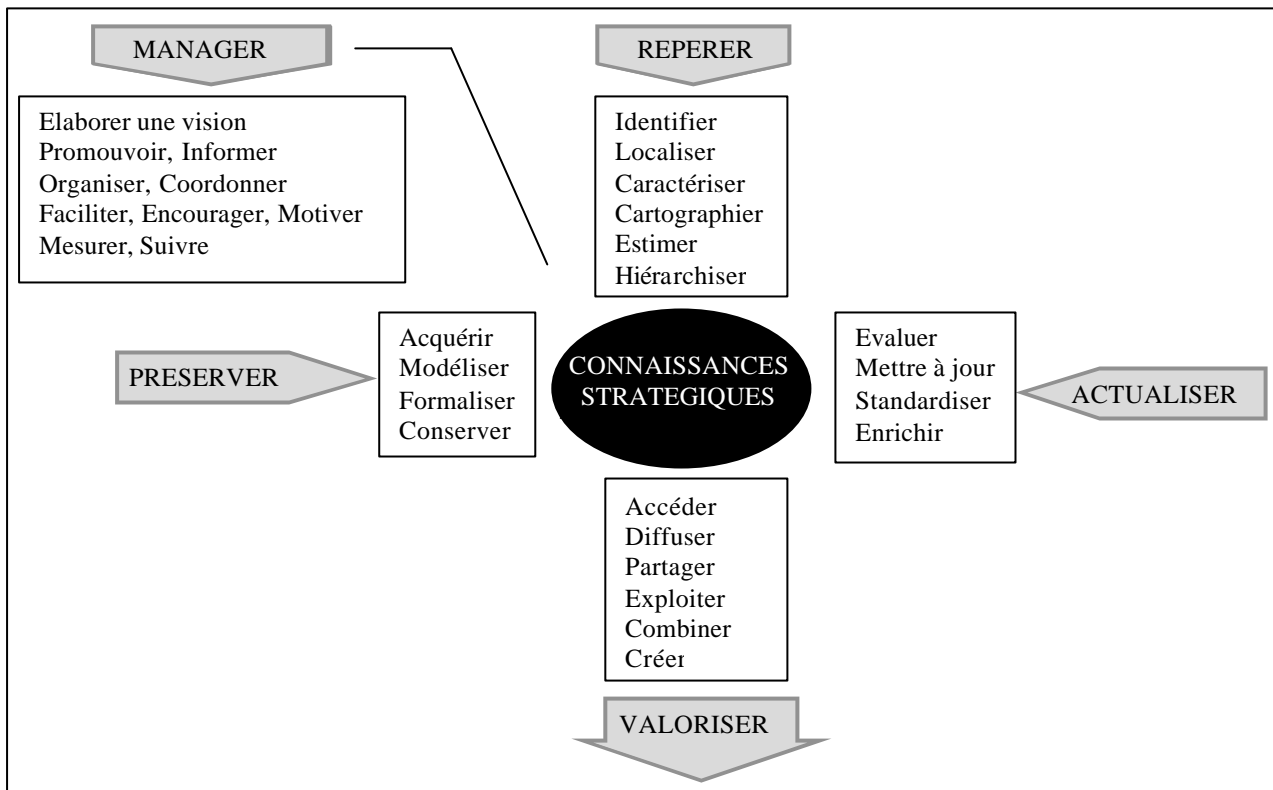 MANAGER
Elaborer une vision
Promouvoir, Informer
Organiser, Coordonner
Faciliter, Encourager, Motiver
Mesurer, Suivre
REPERER
Identifier
Localiser
Caractériser
Cartographier
Estimer
Hiérarchiser
PRESERVER
Acquérir
Modéliser
Formaliser
Conserver
CONNAISSANCES
STRATEGIQUES
Evaluer
Mettre à jour
Standardiser
Enrichir
ACTUALISER
Accéder
Diffuser
Partager
Exploiter
Combiner
Créer
VALORISER